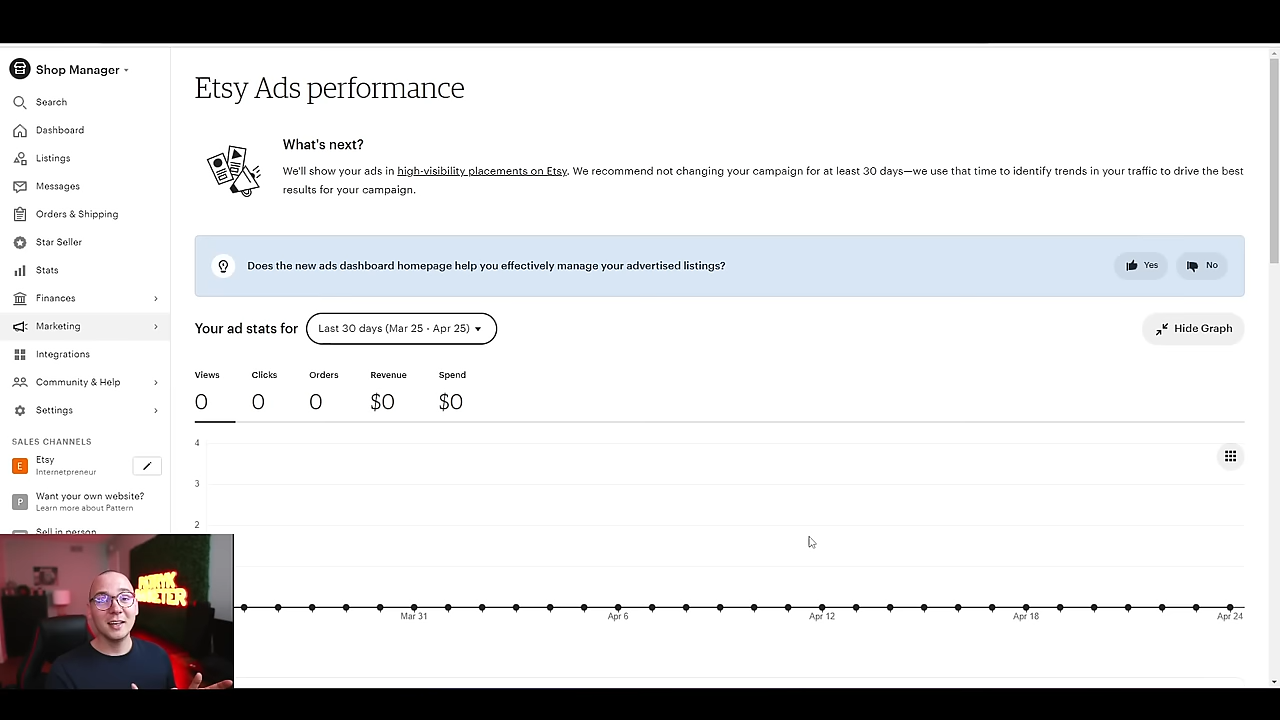 Shop Manager
Search
Dashboard
Listings
Messages
Orders & Shipping
Star Seller
Stats
Finances
Marketing
Integrations
Community & Help
Settings
SALES CHANNELS
E
Etsy
Internetpreneur
P
Want your own website?
Learn more about Pattern
Sell in person
Etsy Ads performance
What's next?
We'll show your ads in high-visibility placements on Etsy. We recommend not changing your campaign for at least 30 days—we use that time to identify trends in your traffic to drive the best
results for your campaign.
Does the new ads dashboard homepage help you effectively manage your advertised listings?
Yes
No
Your ad stats for
Last 30 days (Mar 25 - Apr 25)
Hide Graph
Views Clicks Orders Revenue Spend
0 0 0 $0 $0
4
3
2
Mar 31 Apr 6 Apr 12 Apr 18 Apr 24